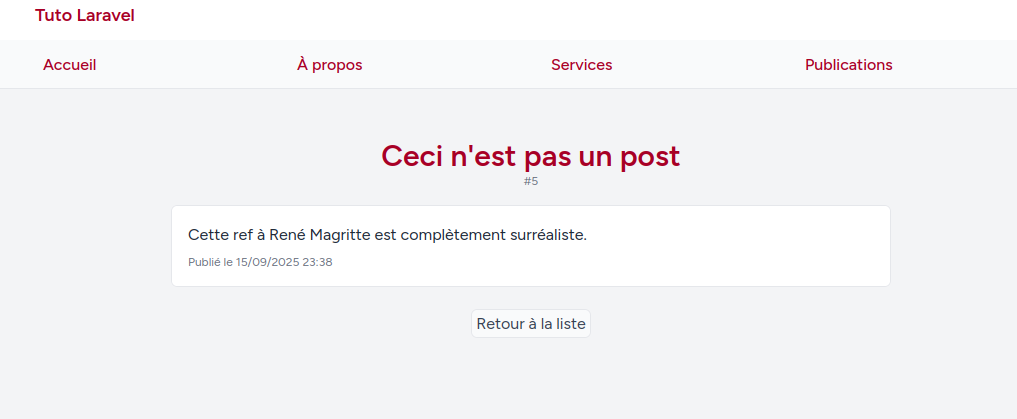 Tuto Laravel
Accueil À propos Services Publications
Ceci n'est pas un post
#5
Cette ref à René Magritte est complètement surréaliste.
Publié le 15/09/2025 23:38
Retour à la liste